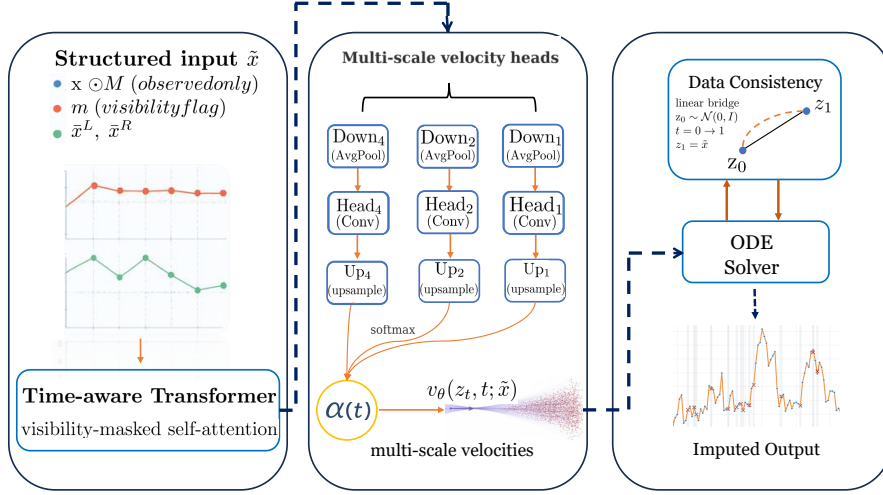 Structured input x̃
x ⊙M (observedonly)
m (visibilityflag)
x̄ᴸ, x̄ᴿ
Time-aware Transformer
visibility-masked self-attention
Multi-scale velocity heads
Down₄
(AvgPool)
Down₂
(AvgPool)
Down₁
(AvgPool)
Head₄
(Conv)
Head₂
(Conv)
Head₁
(Conv)
Up₄
(upsample)
Up₂
(upsample)
Up₁
(upsample)
softmax
α(t)
v_θ(z_t, t; x̃)
multi-scale velocities
Data Consistency
linear bridge
z₀ ∼ 𝒩(0, I)
t = 0 → 1
z₁ = x̃
z₁
z₀
ODE
Solver
Imputed Output